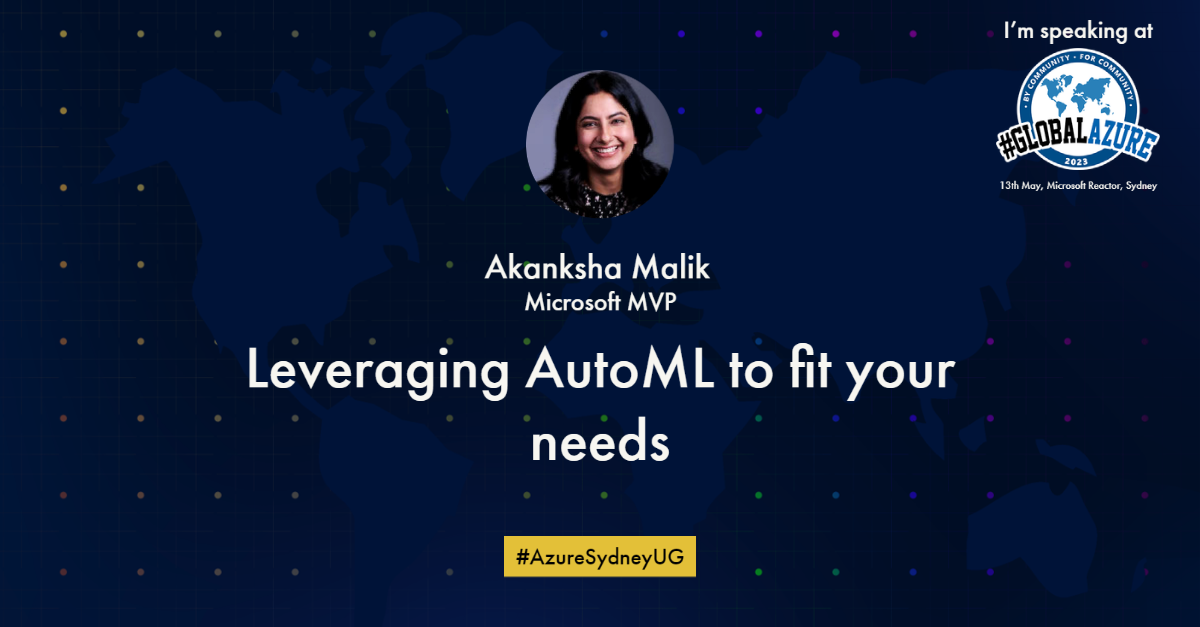 I'm speaking at
BY COMMUNITY • FOR COMMUNITY
#GLOBALAZURE
2023
13th May, Microsoft Reactor, Sydney
Akanksha Malik
Microsoft MVP
Leveraging AutoML to fit your
needs
#AzureSydneyUG